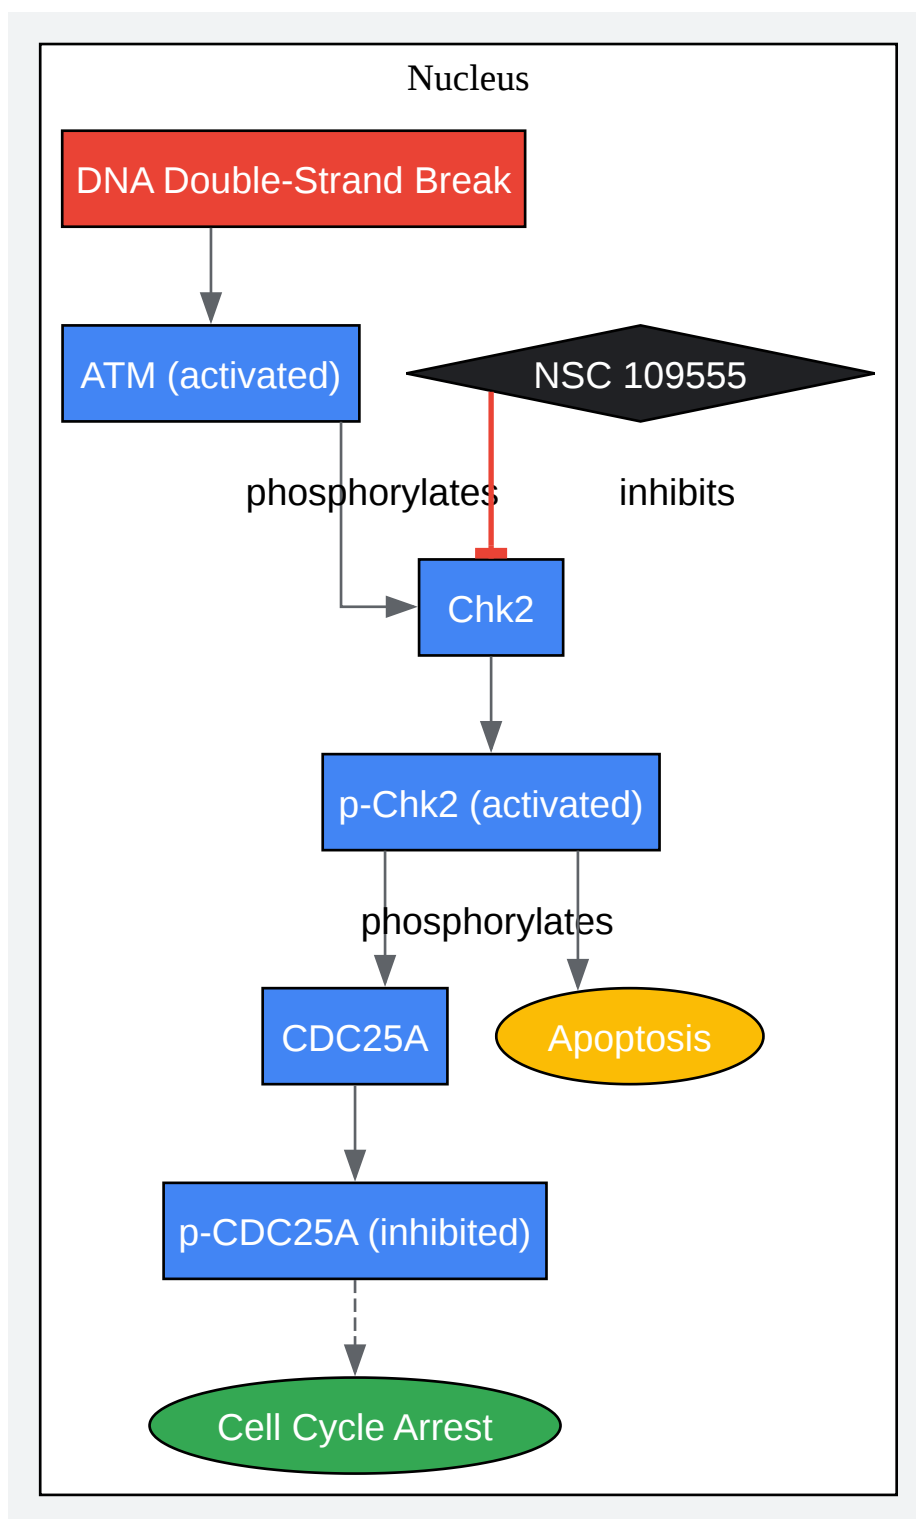 Nucleus
DNA Double-Strand Break
ATM (activated)
NSC 109555
phosphorylates
inhibits
Chk2
p-Chk2 (activated)
phosphorylates
CDC25A
Apoptosis
p-CDC25A (inhibited)
Cell Cycle Arrest